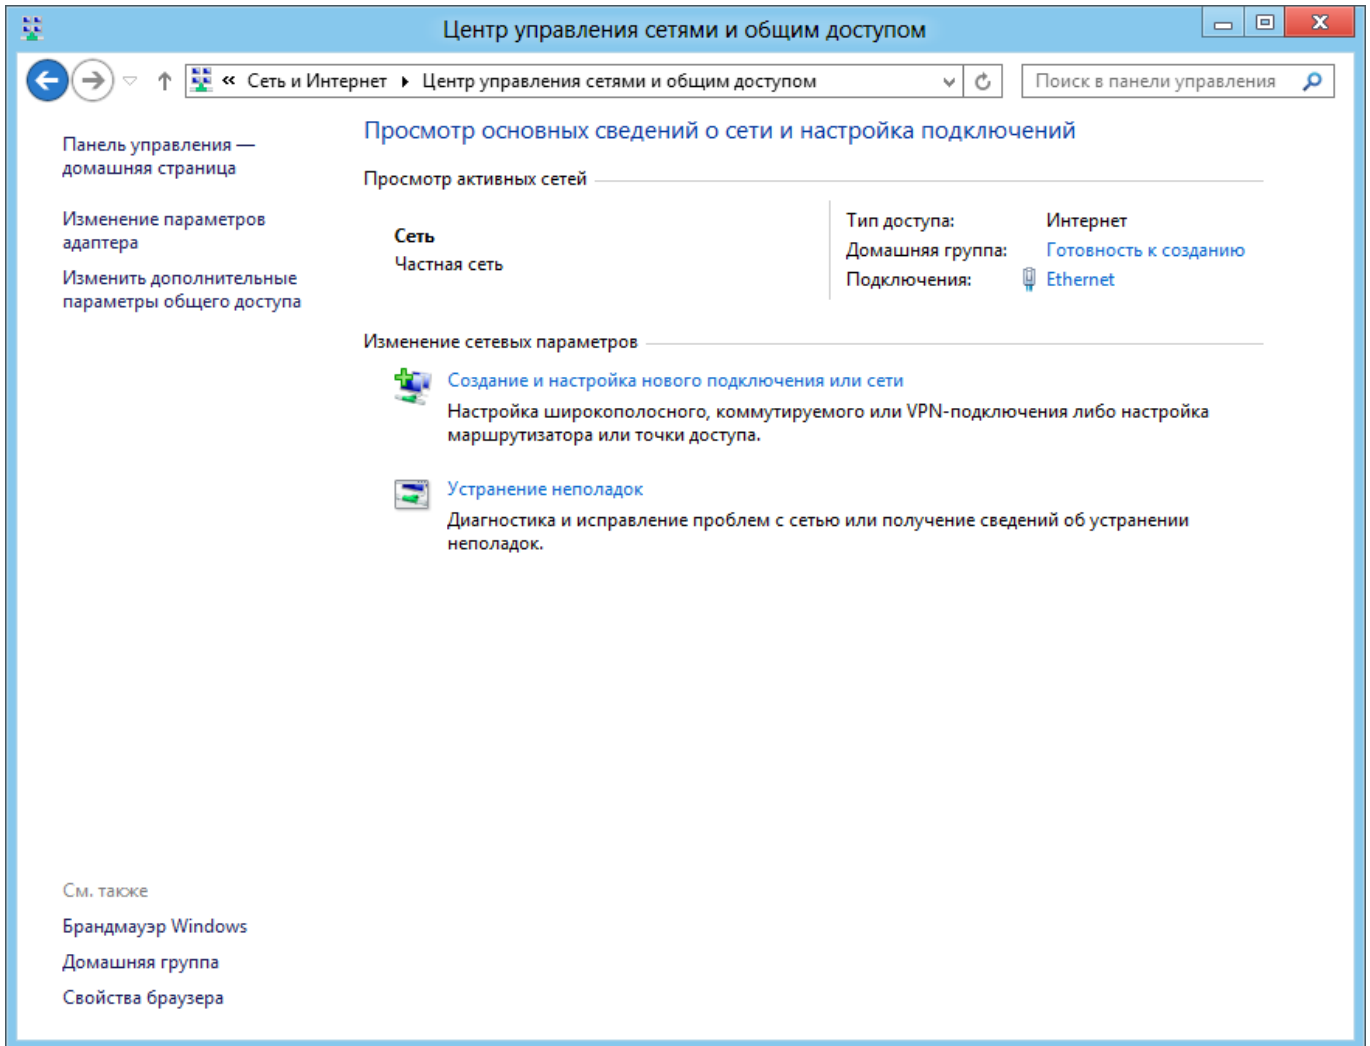 Центр управления сетями и общим доступом
« Сеть и Интернет Центр управления сетями и общим доступом
Поиск в панели управления
Панель управления —
домашняя страница
Изменение параметров
адаптера
Изменить дополнительные
параметры общего доступа
Просмотр основных сведений о сети и настройка подключений
Просмотр активных сетей
Сеть
Частная сеть
Тип доступа: Интернет
Домашняя группа: Готовность к созданию
Подключения: Ethernet
Изменение сетевых параметров
Создание и настройка нового подключения или сети
Настройка широкополосного, коммутируемого или VPN-подключения либо настройка
маршрутизатора или точки доступа.
Устранение неполадок
Диагностика и исправление проблем с сетью или получение сведений об устранении
неполадок.
См. также
Брандмауэр Windows
Домашняя группа
Свойства браузера